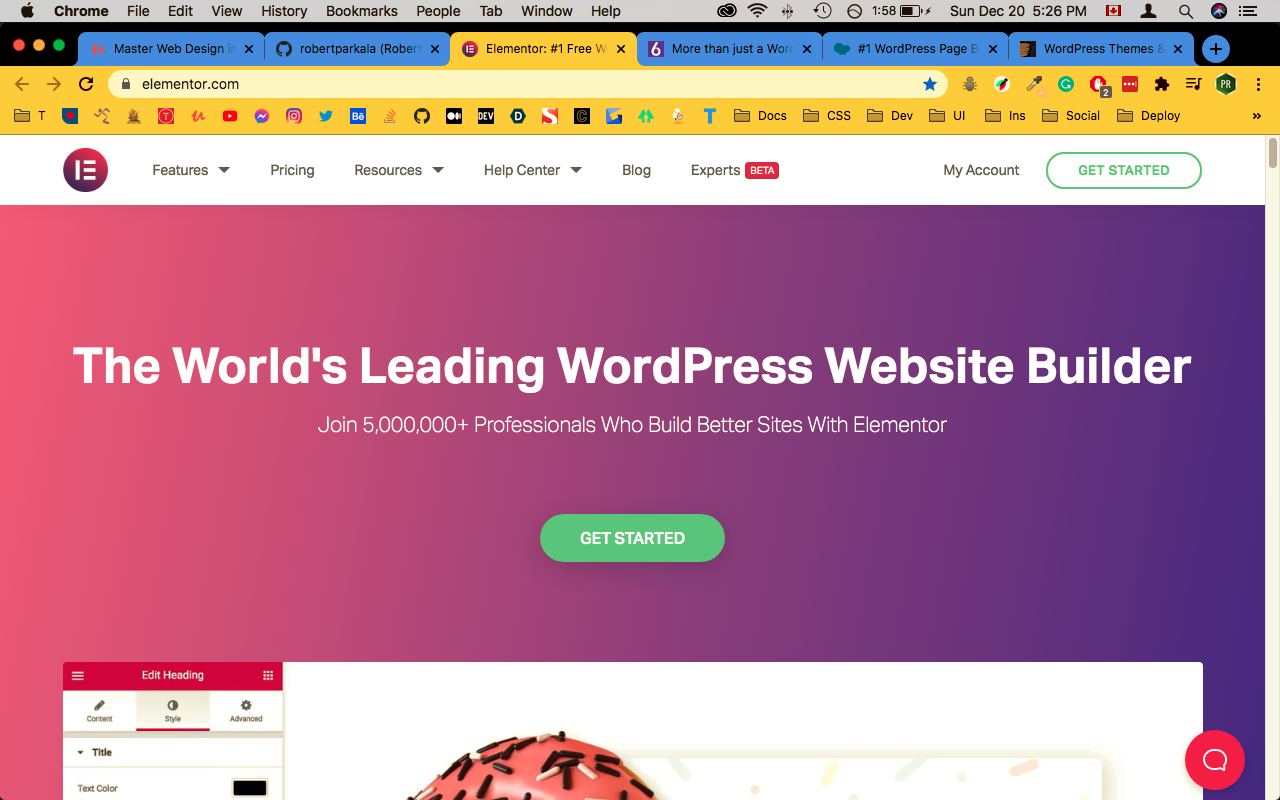 Chrome File Edit View History Bookmarks People Tab Window Help 1:58 Sun Dec 20 5:26 PM
Master Web Design in robertparkala (Robert Elementor: #1 Free W More than just a Word #1 WordPress Page B WordPress Themes &
elementor.com PR 2
T Bē DEV D S C T Docs CSS Dev UI Ins Social Deploy »
Features Pricing Resources Help Center Blog Experts BETA My Account GET STARTED
The World's Leading WordPress Website Builder
Join 5,000,000+ Professionals Who Build Better Sites With Elementor
GET STARTED
Edit Heading
Content Style Advanced
Title
Text Color